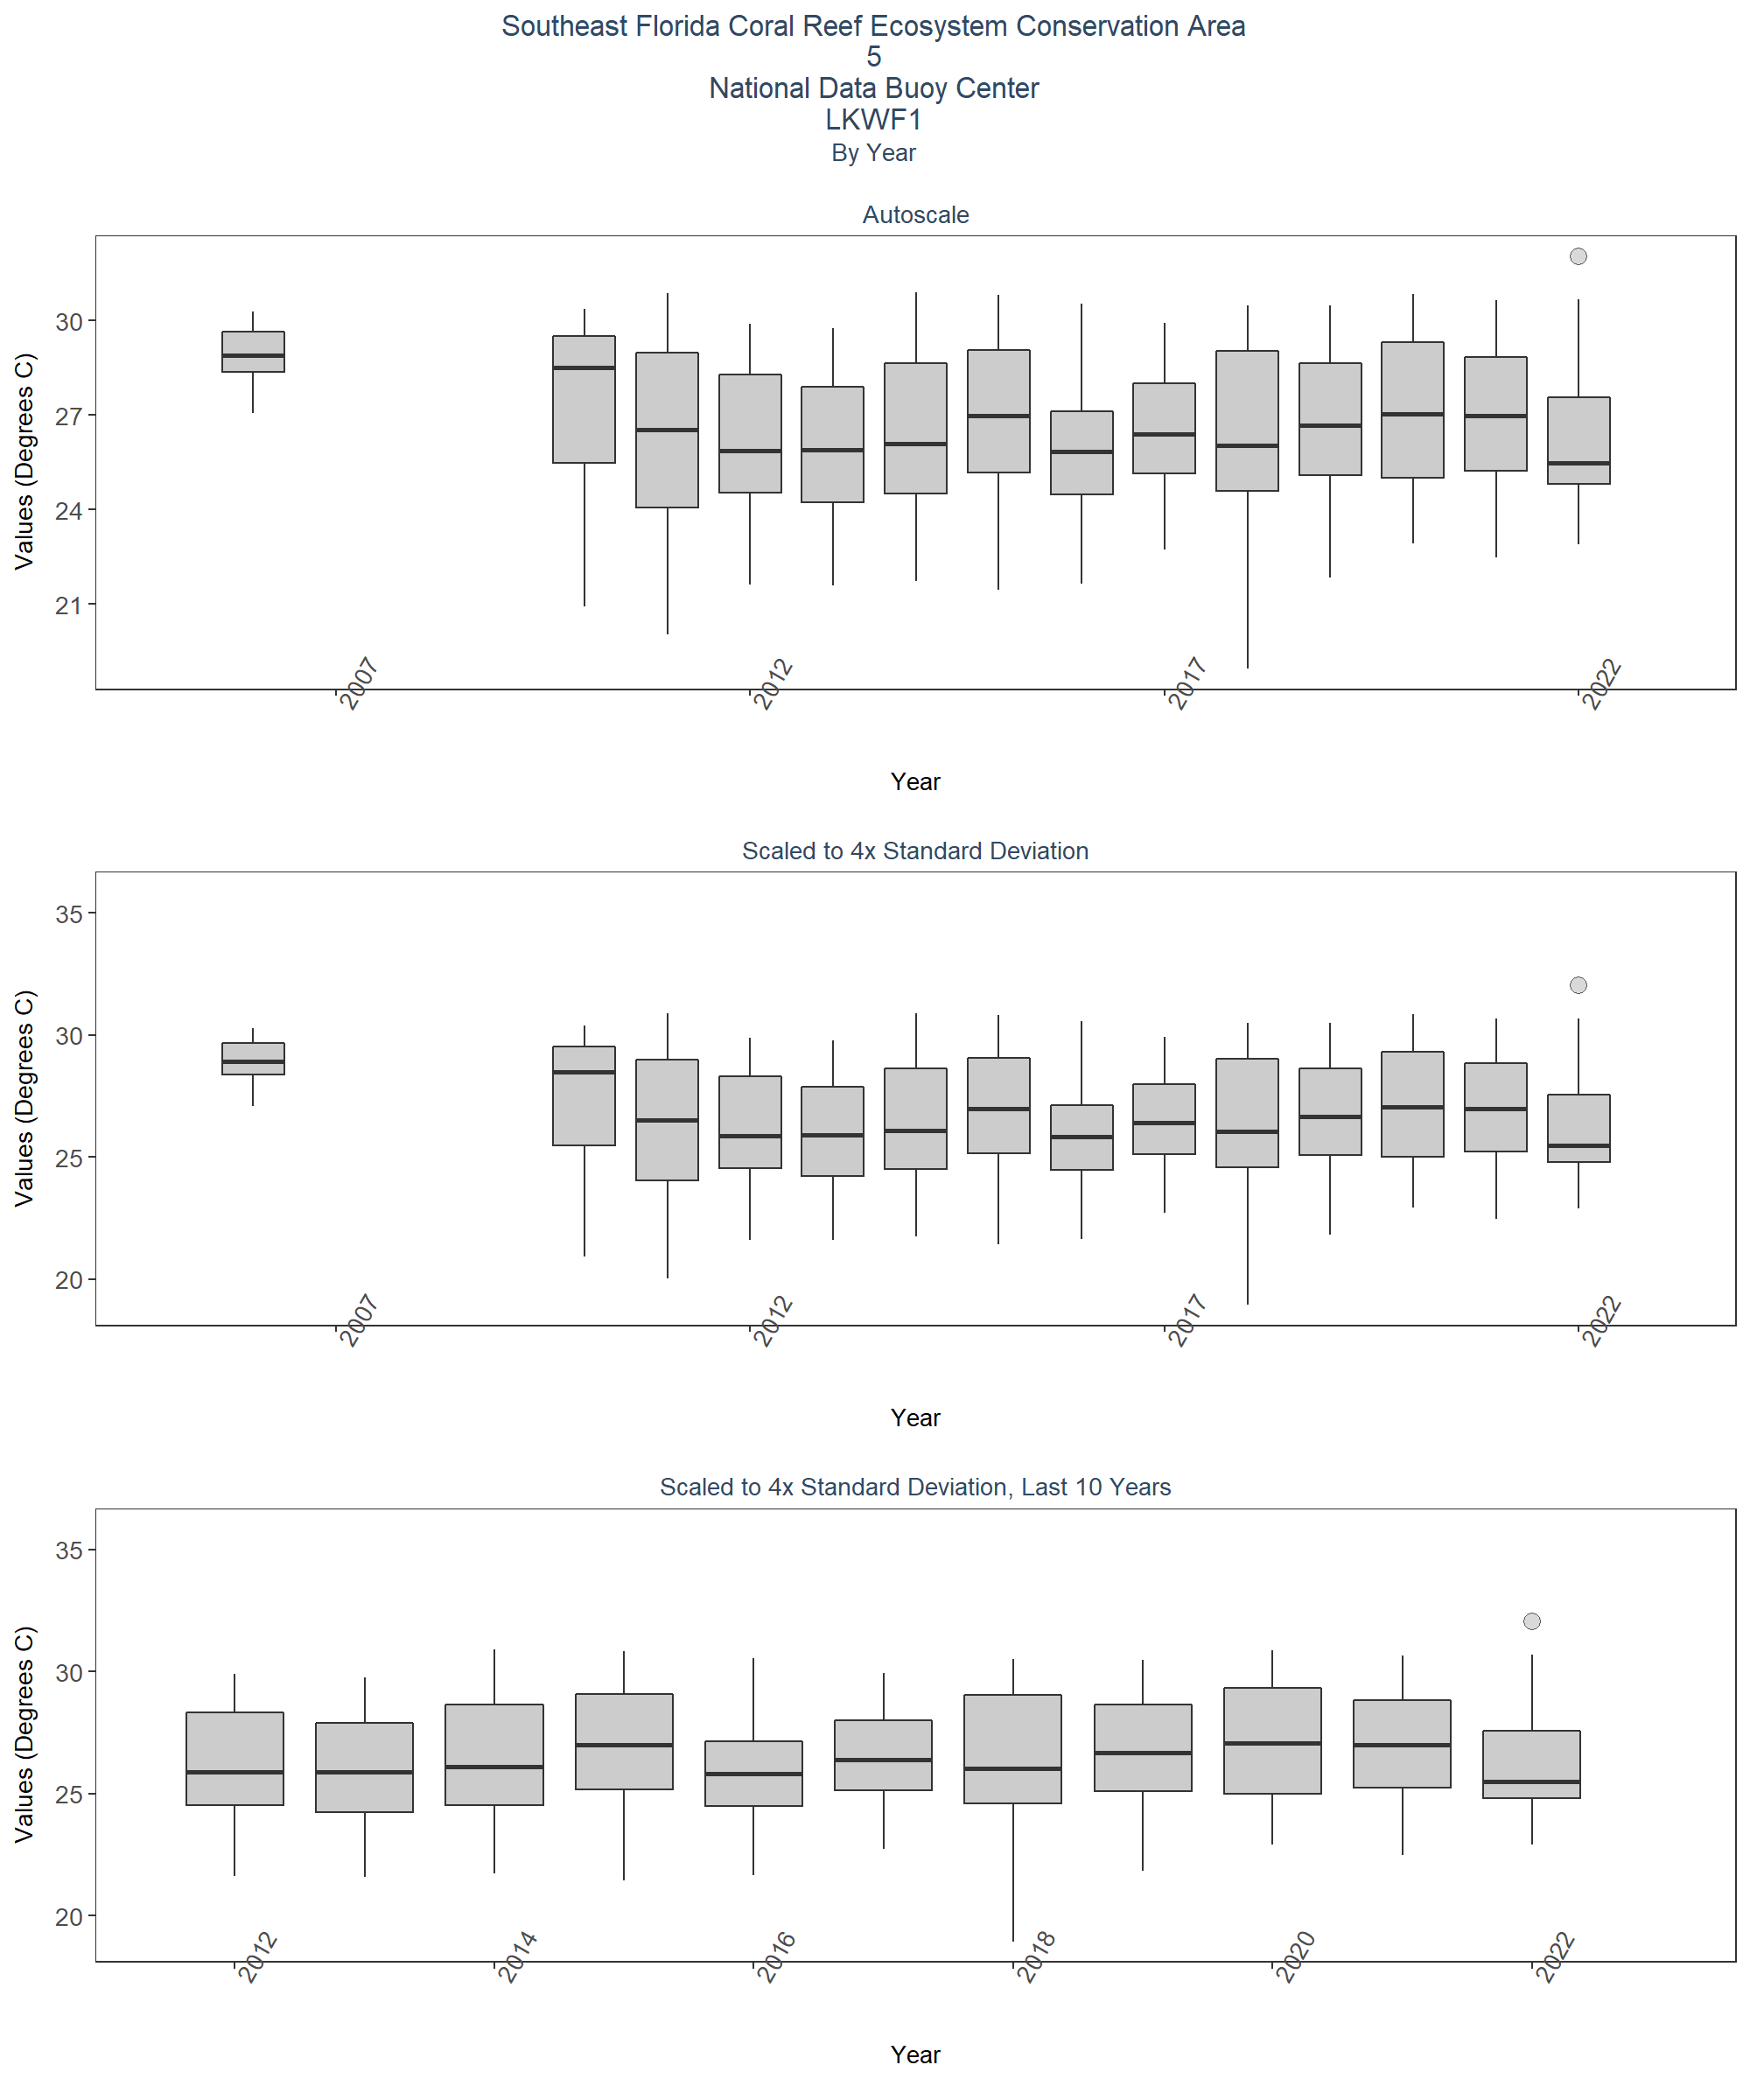 Southeast Florida Coral Reef Ecosystem Conservation Area
5
National Data Buoy Center
LKWF1
By Year
Autoscale
Values (Degrees C)
30
27
24
21
2007
2012
2017
2022
Year
Scaled to 4x Standard Deviation
Values (Degrees C)
35
30
25
20
2007
2012
2017
2022
Year
Scaled to 4x Standard Deviation, Last 10 Years
Values (Degrees C)
35
30
25
20
2012
2014
2016
2018
2020
2022
Year